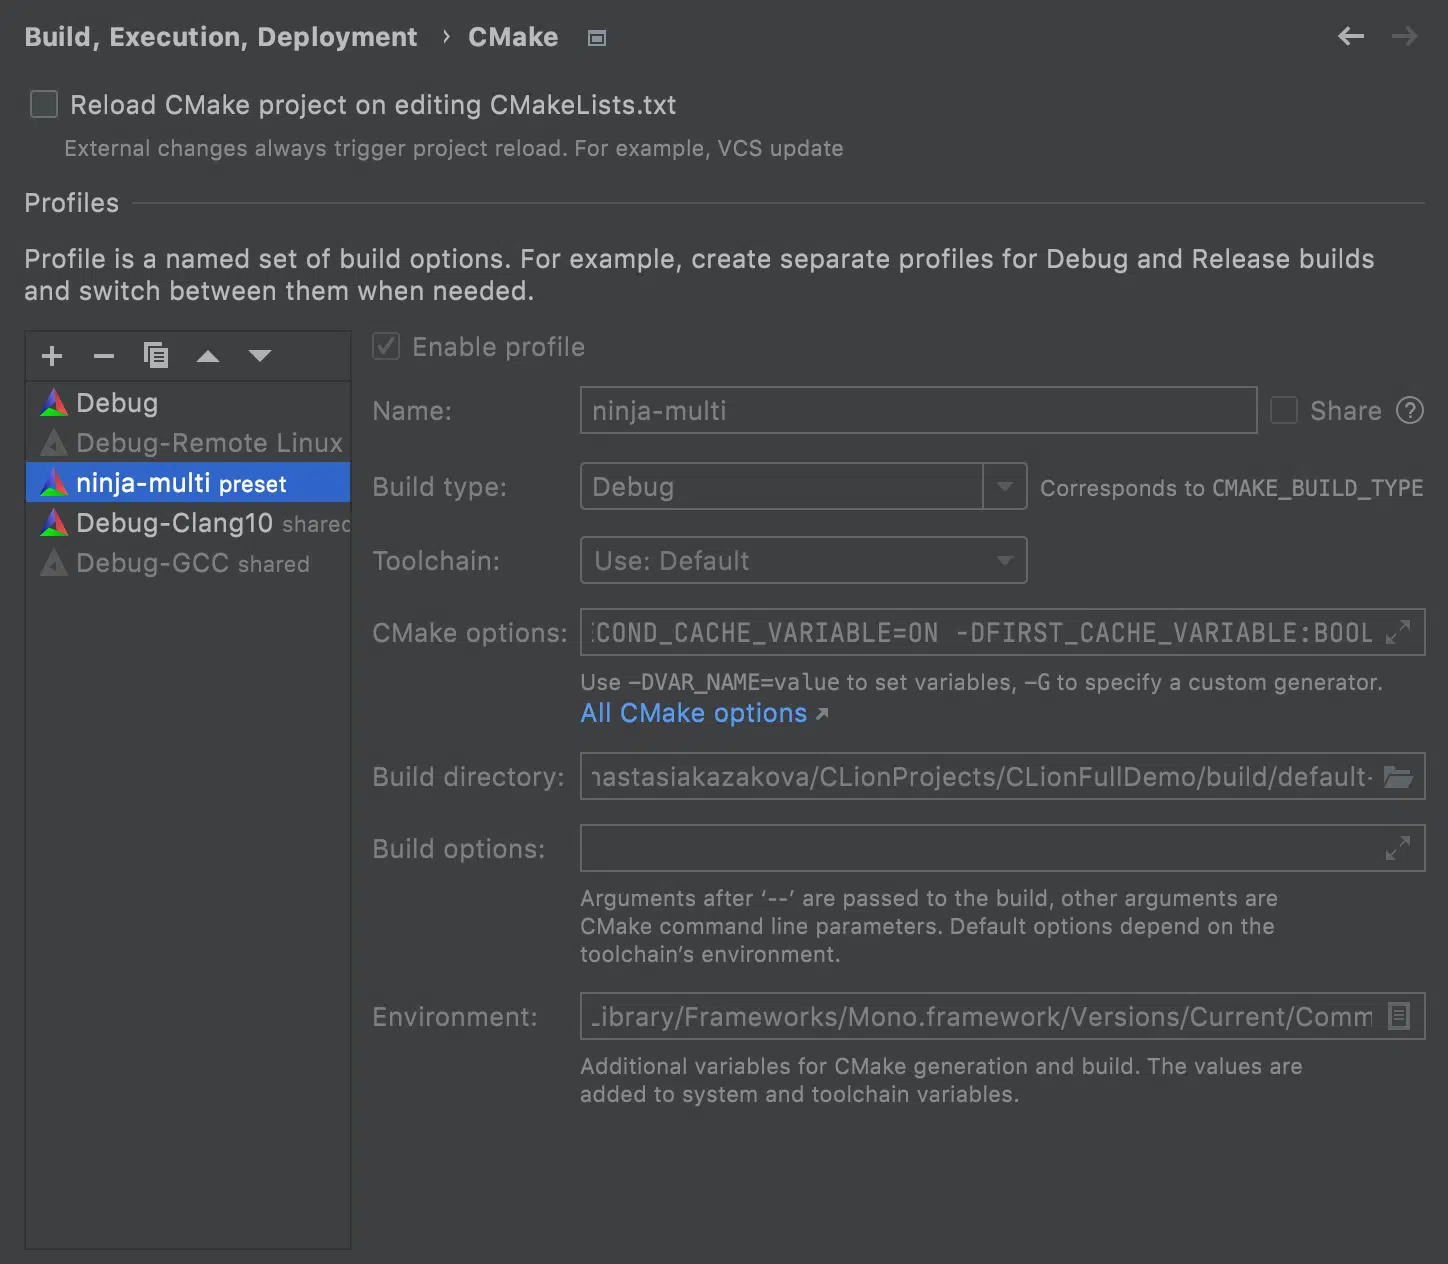 Build, Execution, Deployment › CMake
Reload CMake project on editing CMakeLists.txt
External changes always trigger project reload. For example, VCS update
Profiles
Profile is a named set of build options. For example, create separate profiles for Debug and Release builds
and switch between them when needed.
Debug
Debug-Remote Linux
ninja-multi preset
Debug-Clang10 shared
Debug-GCC shared
Enable profile
Name: ninja-multi Share ?
Build type: Debug Corresponds to CMAKE_BUILD_TYPE
Toolchain: Use: Default
CMake options: COND_CACHE_VARIABLE=ON -DFIRST_CACHE_VARIABLE:BOOL
Use –DVAR_NAME=value to set variables, –G to specify a custom generator.
All CMake options ↗
Build directory: nastasiakazakova/CLionProjects/CLionFullDemo/build/default-
Build options:
Arguments after ‘--’ are passed to the build, other arguments are
CMake command line parameters. Default options depend on the
toolchain’s environment.
Environment: Library/Frameworks/Mono.framework/Versions/Current/Comm
Additional variables for CMake generation and build. The values are
added to system and toolchain variables.